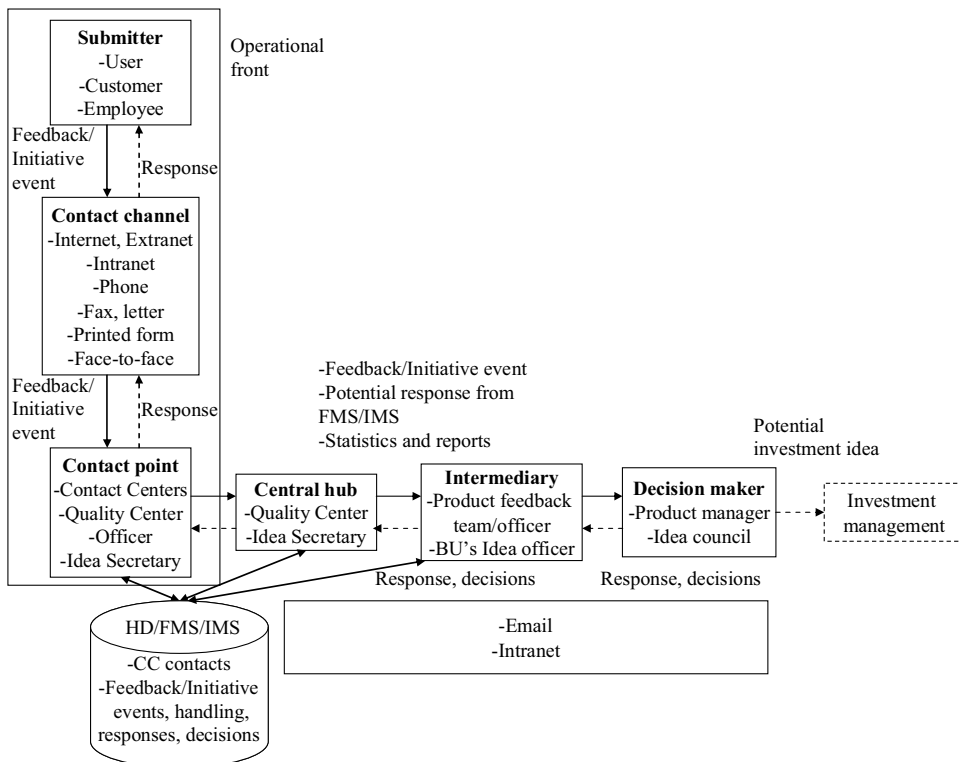 Submitter
-User
-Customer
-Employee
Operational
front
Feedback/
Initiative
event
Response
Contact channel
-Internet, Extranet
-Intranet
-Phone
-Fax, letter
-Printed form
-Face-to-face
Feedback/
Initiative
event
Response
-Feedback/Initiative event
-Potential response from
FMS/IMS
-Statistics and reports
Potential
investment idea
Contact point
-Contact Centers
-Quality Center
-Officer
-Idea Secretary
Central hub
-Quality Center
-Idea Secretary
Intermediary
-Product feedback
team/officer
-BU's Idea officer
Decision maker
-Product manager
-Idea council
Investment
management
Response, decisions
Response, decisions
HD/FMS/IMS
-CC contacts
-Feedback/Initiative
events, handling,
responses, decisions
-Email
-Intranet